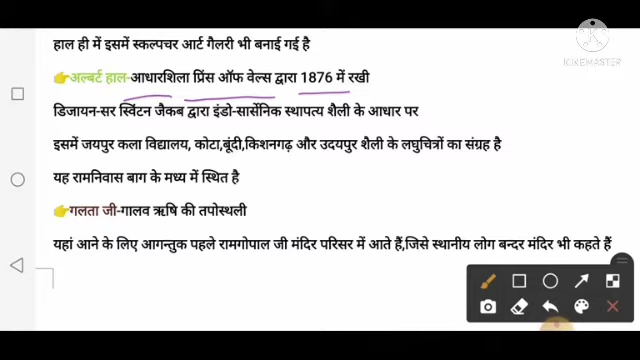 हाल ही में इसमें स्कल्पचर आर्ट गैलरी भी बनाई गई है
👉अल्बर्ट हाल-आधारशिला प्रिंस ऑफ वेल्स द्वारा 1876 में रखी
डिजायन-सर स्विंटन जैकब द्वारा इंडो-सार्सेनिक स्थापत्य शैली के आधार पर
इसमें जयपुर कला विद्यालय, कोटा,बूंदी,किशनगढ़ और उदयपुर शैली के लघुचित्रों का संग्रह है
यह रामनिवास बाग के मध्य में स्थित है
👉गलता जी-गालव ऋषि की तपोस्थली
यहां आने के लिए आगन्तुक पहले रामगोपाल जी मंदिर परिसर में आते हैं,जिसे स्थानीय लोग बन्दर मंदिर भी कहते हैं
KINEMASTER